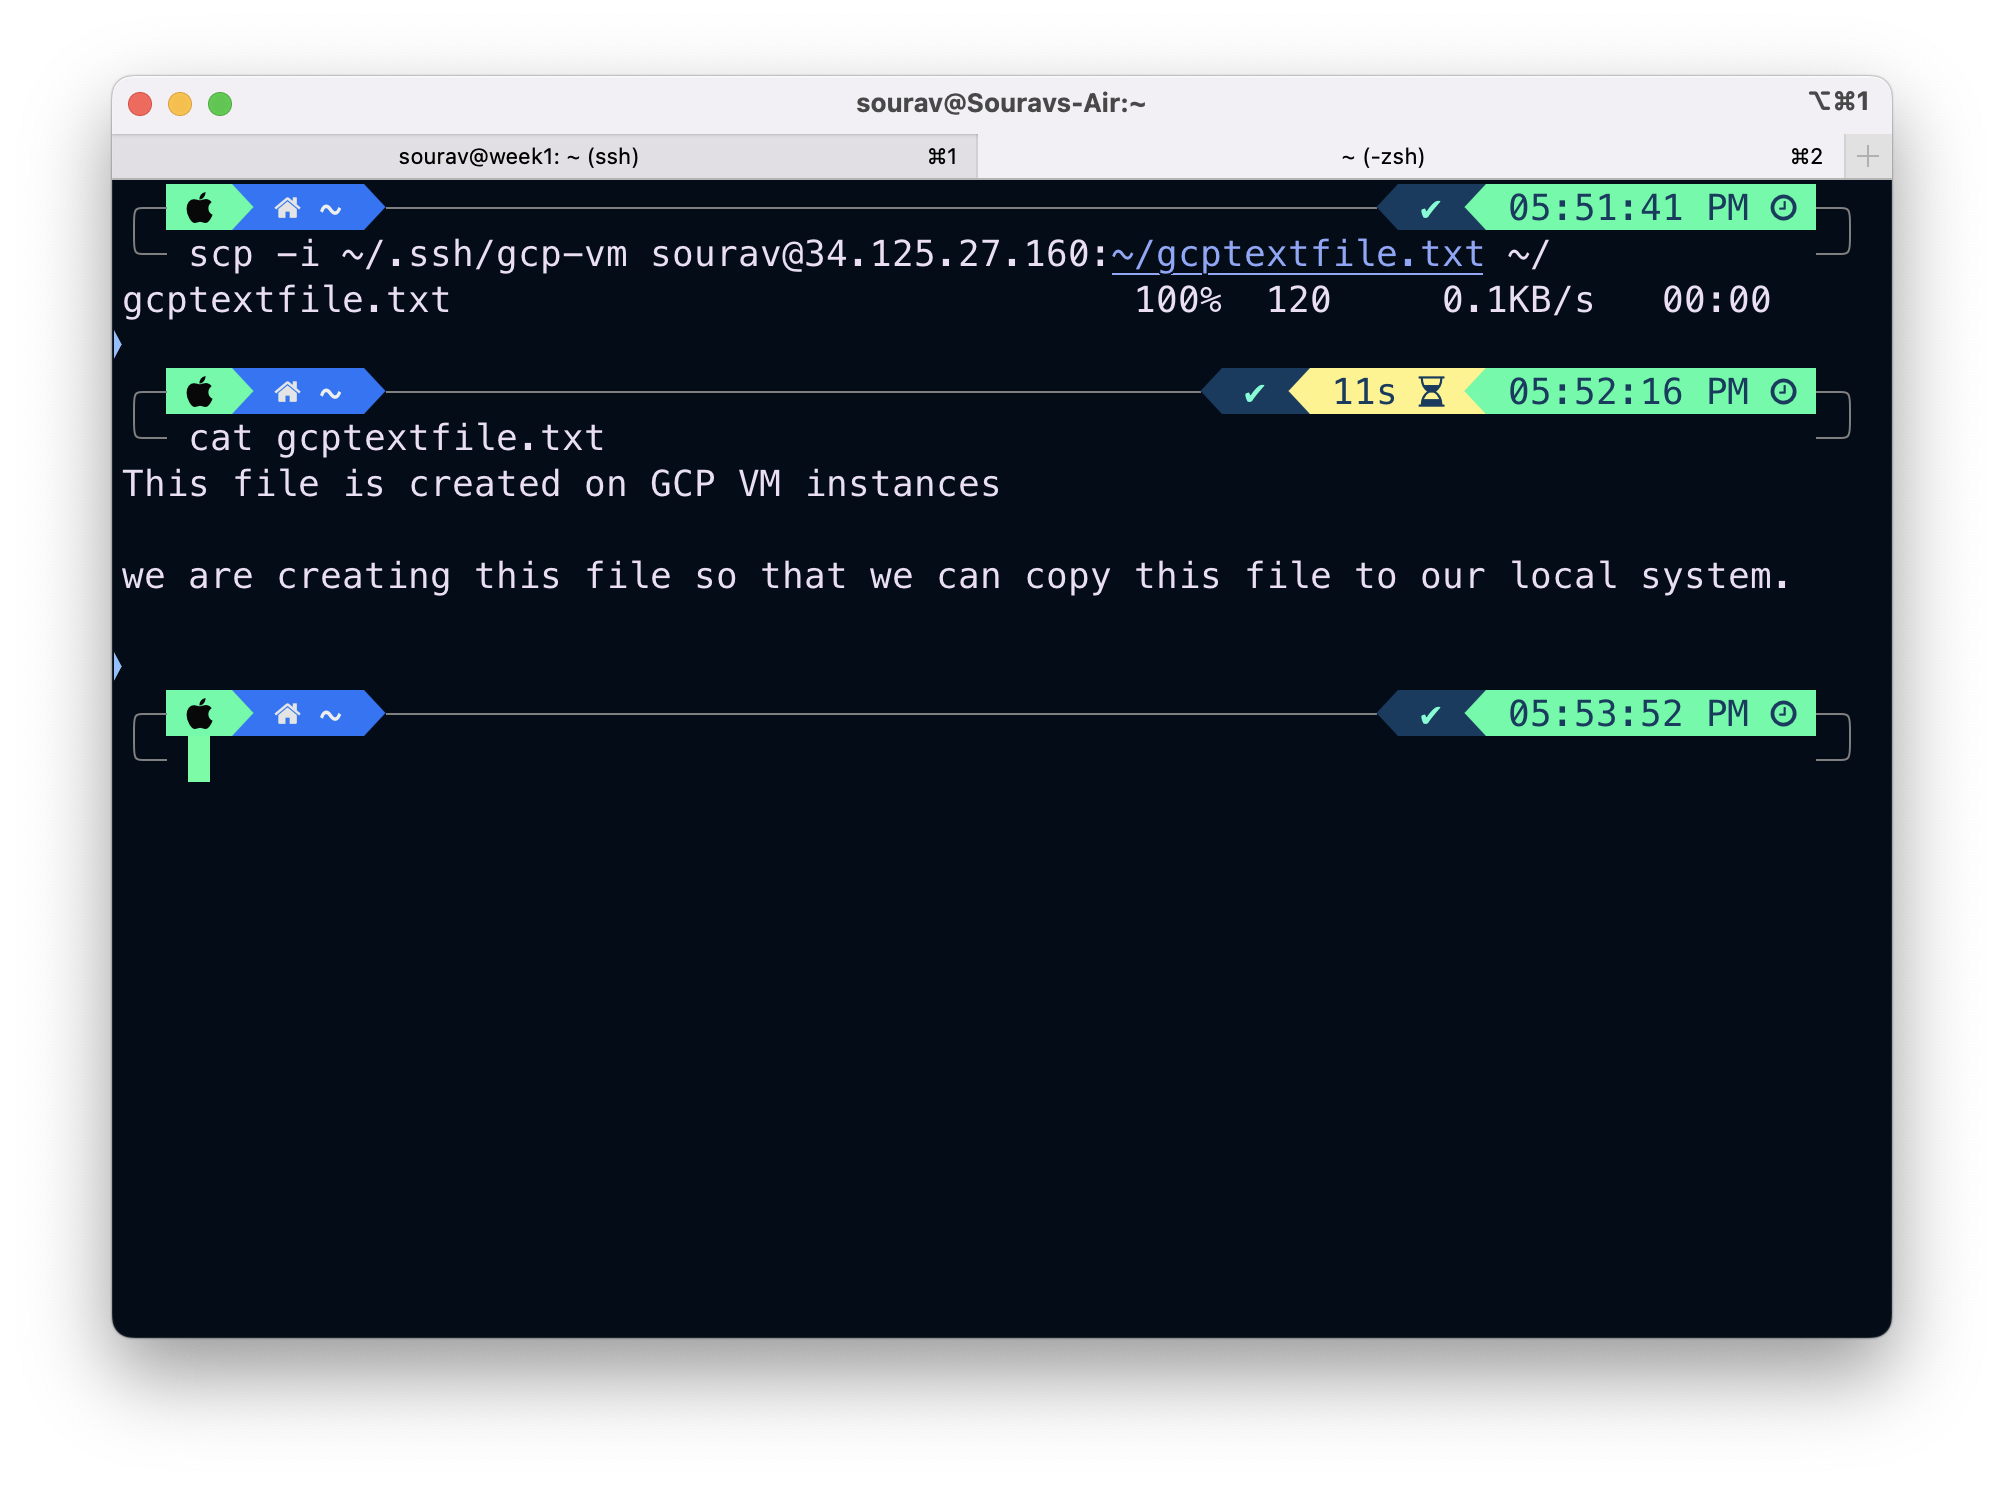 sourav@Souravs-Air:~ ⌥⌘1
sourav@week1: ~ (ssh) ⌘1 ~ (-zsh) ⌘2
~ ✔ 05:51:41 PM
scp -i ~/.ssh/gcp-vm sourav@34.125.27.160:~/gcptextfile.txt ~/
gcptextfile.txt 100% 120 0.1KB/s 00:00
~ ✔ 11s 05:52:16 PM
cat gcptextfile.txt
This file is created on GCP VM instances
we are creating this file so that we can copy this file to our local system.
~ ✔ 05:53:52 PM